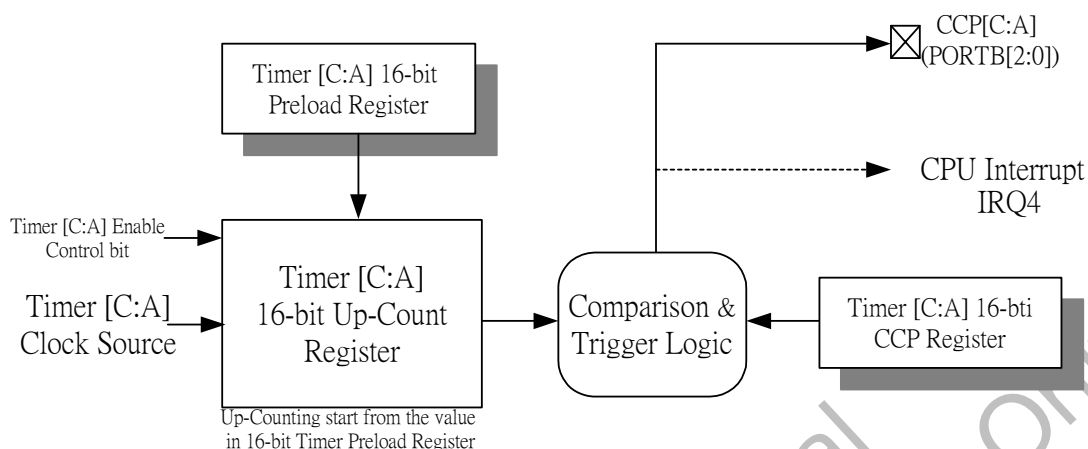 CCP[C:A]
(PORTB[2:0])
Timer [C:A] 16-bit
Preload Register
CPU Interrupt
IRQ4
Timer [C:A] Enable
Control bit
Timer [C:A]
Clock Source
Timer [C:A]
16-bit Up-Count
Register
Comparison &
Trigger Logic
Timer [C:A] 16-bti
CCP Register
Up-Counting start from the value
in 16-bit Timer Preload Register